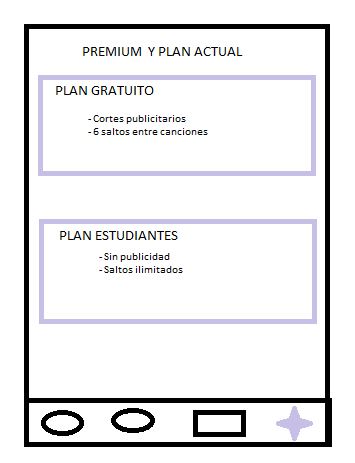 PREMIUM Y PLAN ACTUAL
PLAN GRATUITO
- Cortes publicitarios
- 6 saltos entre canciones
PLAN ESTUDIANTES
- Sin publicidad
- Saltos ilimitados